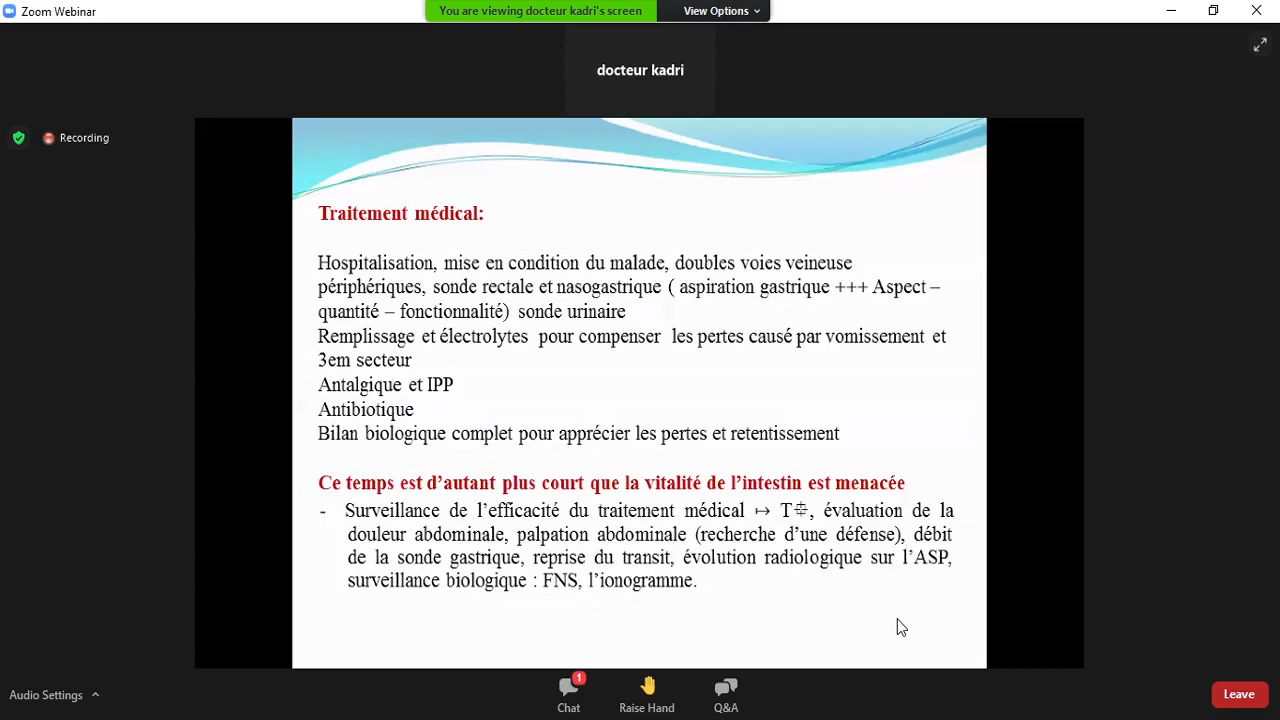 Zoom Webinar
You are viewing docteur kadri's screen
View Options
docteur kadri
Recording
Traitement médical:
Hospitalisation, mise en condition du malade, doubles voies veineuse
périphériques, sonde rectale et nasogastrique ( aspiration gastrique +++ Aspect –
quantité – fonctionnalité) sonde urinaire
Remplissage et électrolytes pour compenser les pertes causé par vomissement et
3em secteur
Antalgique et IPP
Antibiotique
Bilan biologique complet pour apprécier les pertes et retentissement
Ce temps est d’autant plus court que la vitalité de l’intestin est menacée
- Surveillance de l’efficacité du traitement médical ↦ T⯐, évaluation de la
douleur abdominale, palpation abdominale (recherche d’une défense), débit
de la sonde gastrique, reprise du transit, évolution radiologique sur l’ASP,
surveillance biologique : FNS, l’ionogramme.
Audio Settings
1
Chat
Raise Hand
Q&A
Leave